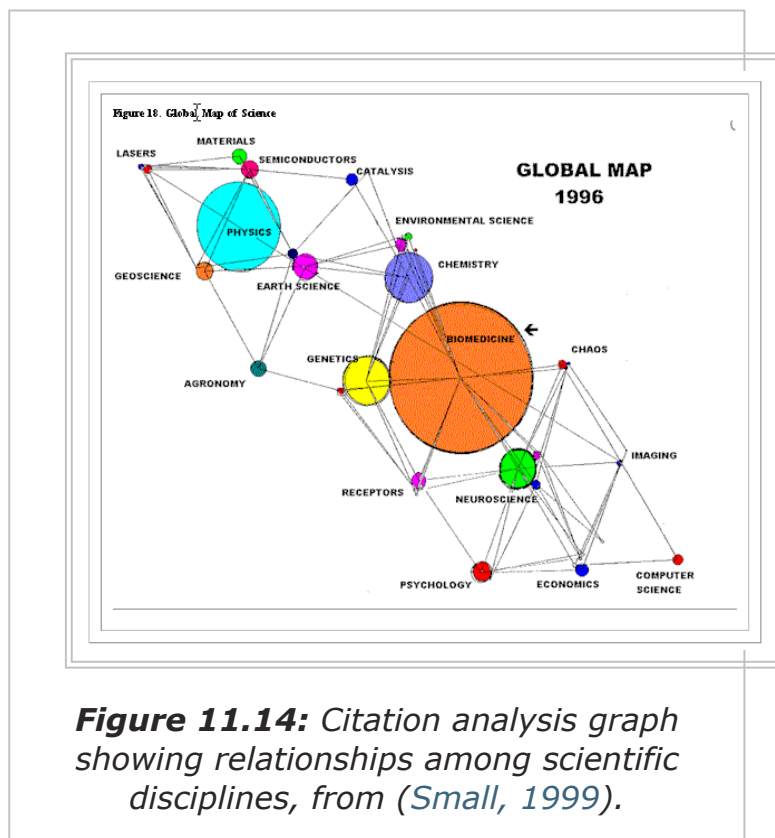 Figure 18. Global Map of Science
MATERIALS
LASERS
SEMICONDUCTORS
CATALYSIS
GLOBAL MAP
1996
ENVIRONMENTAL SCIENCE
PHYSICS
CHEMISTRY
GEOSCIENCE
EARTH SCIENCE
BIOMEDICINE
CHAOS
GENETICS
AGRONOMY
IMAGING
RECEPTORS
NEUROSCIENCE
PSYCHOLOGY
ECONOMICS
COMPUTER
SCIENCE
Figure 11.14: Citation analysis graph
showing relationships among scientific
disciplines, from (Small, 1999).